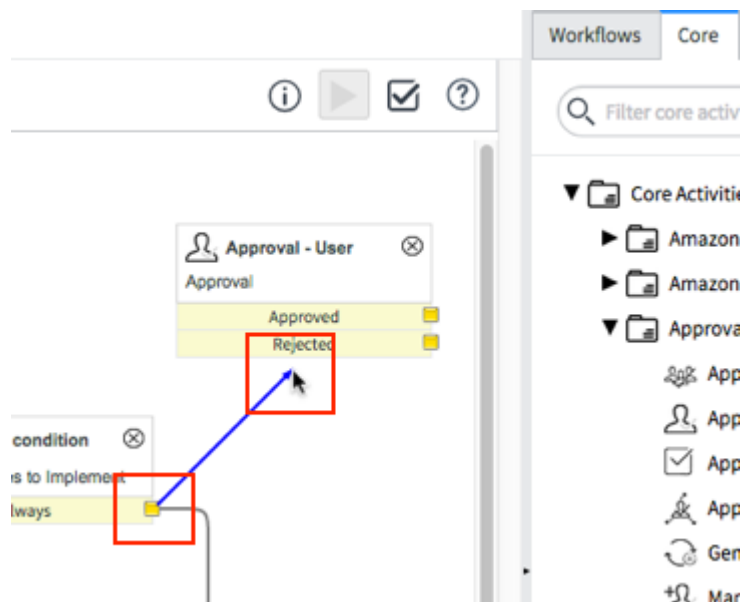 Workflows Core
Filter core activ
Core Activitie
Amazon
Amazon
Approva
App
App
App
App
Gen
Mar
Approval - User
Approval
Approved
Rejected
condition
s to Implement
lways